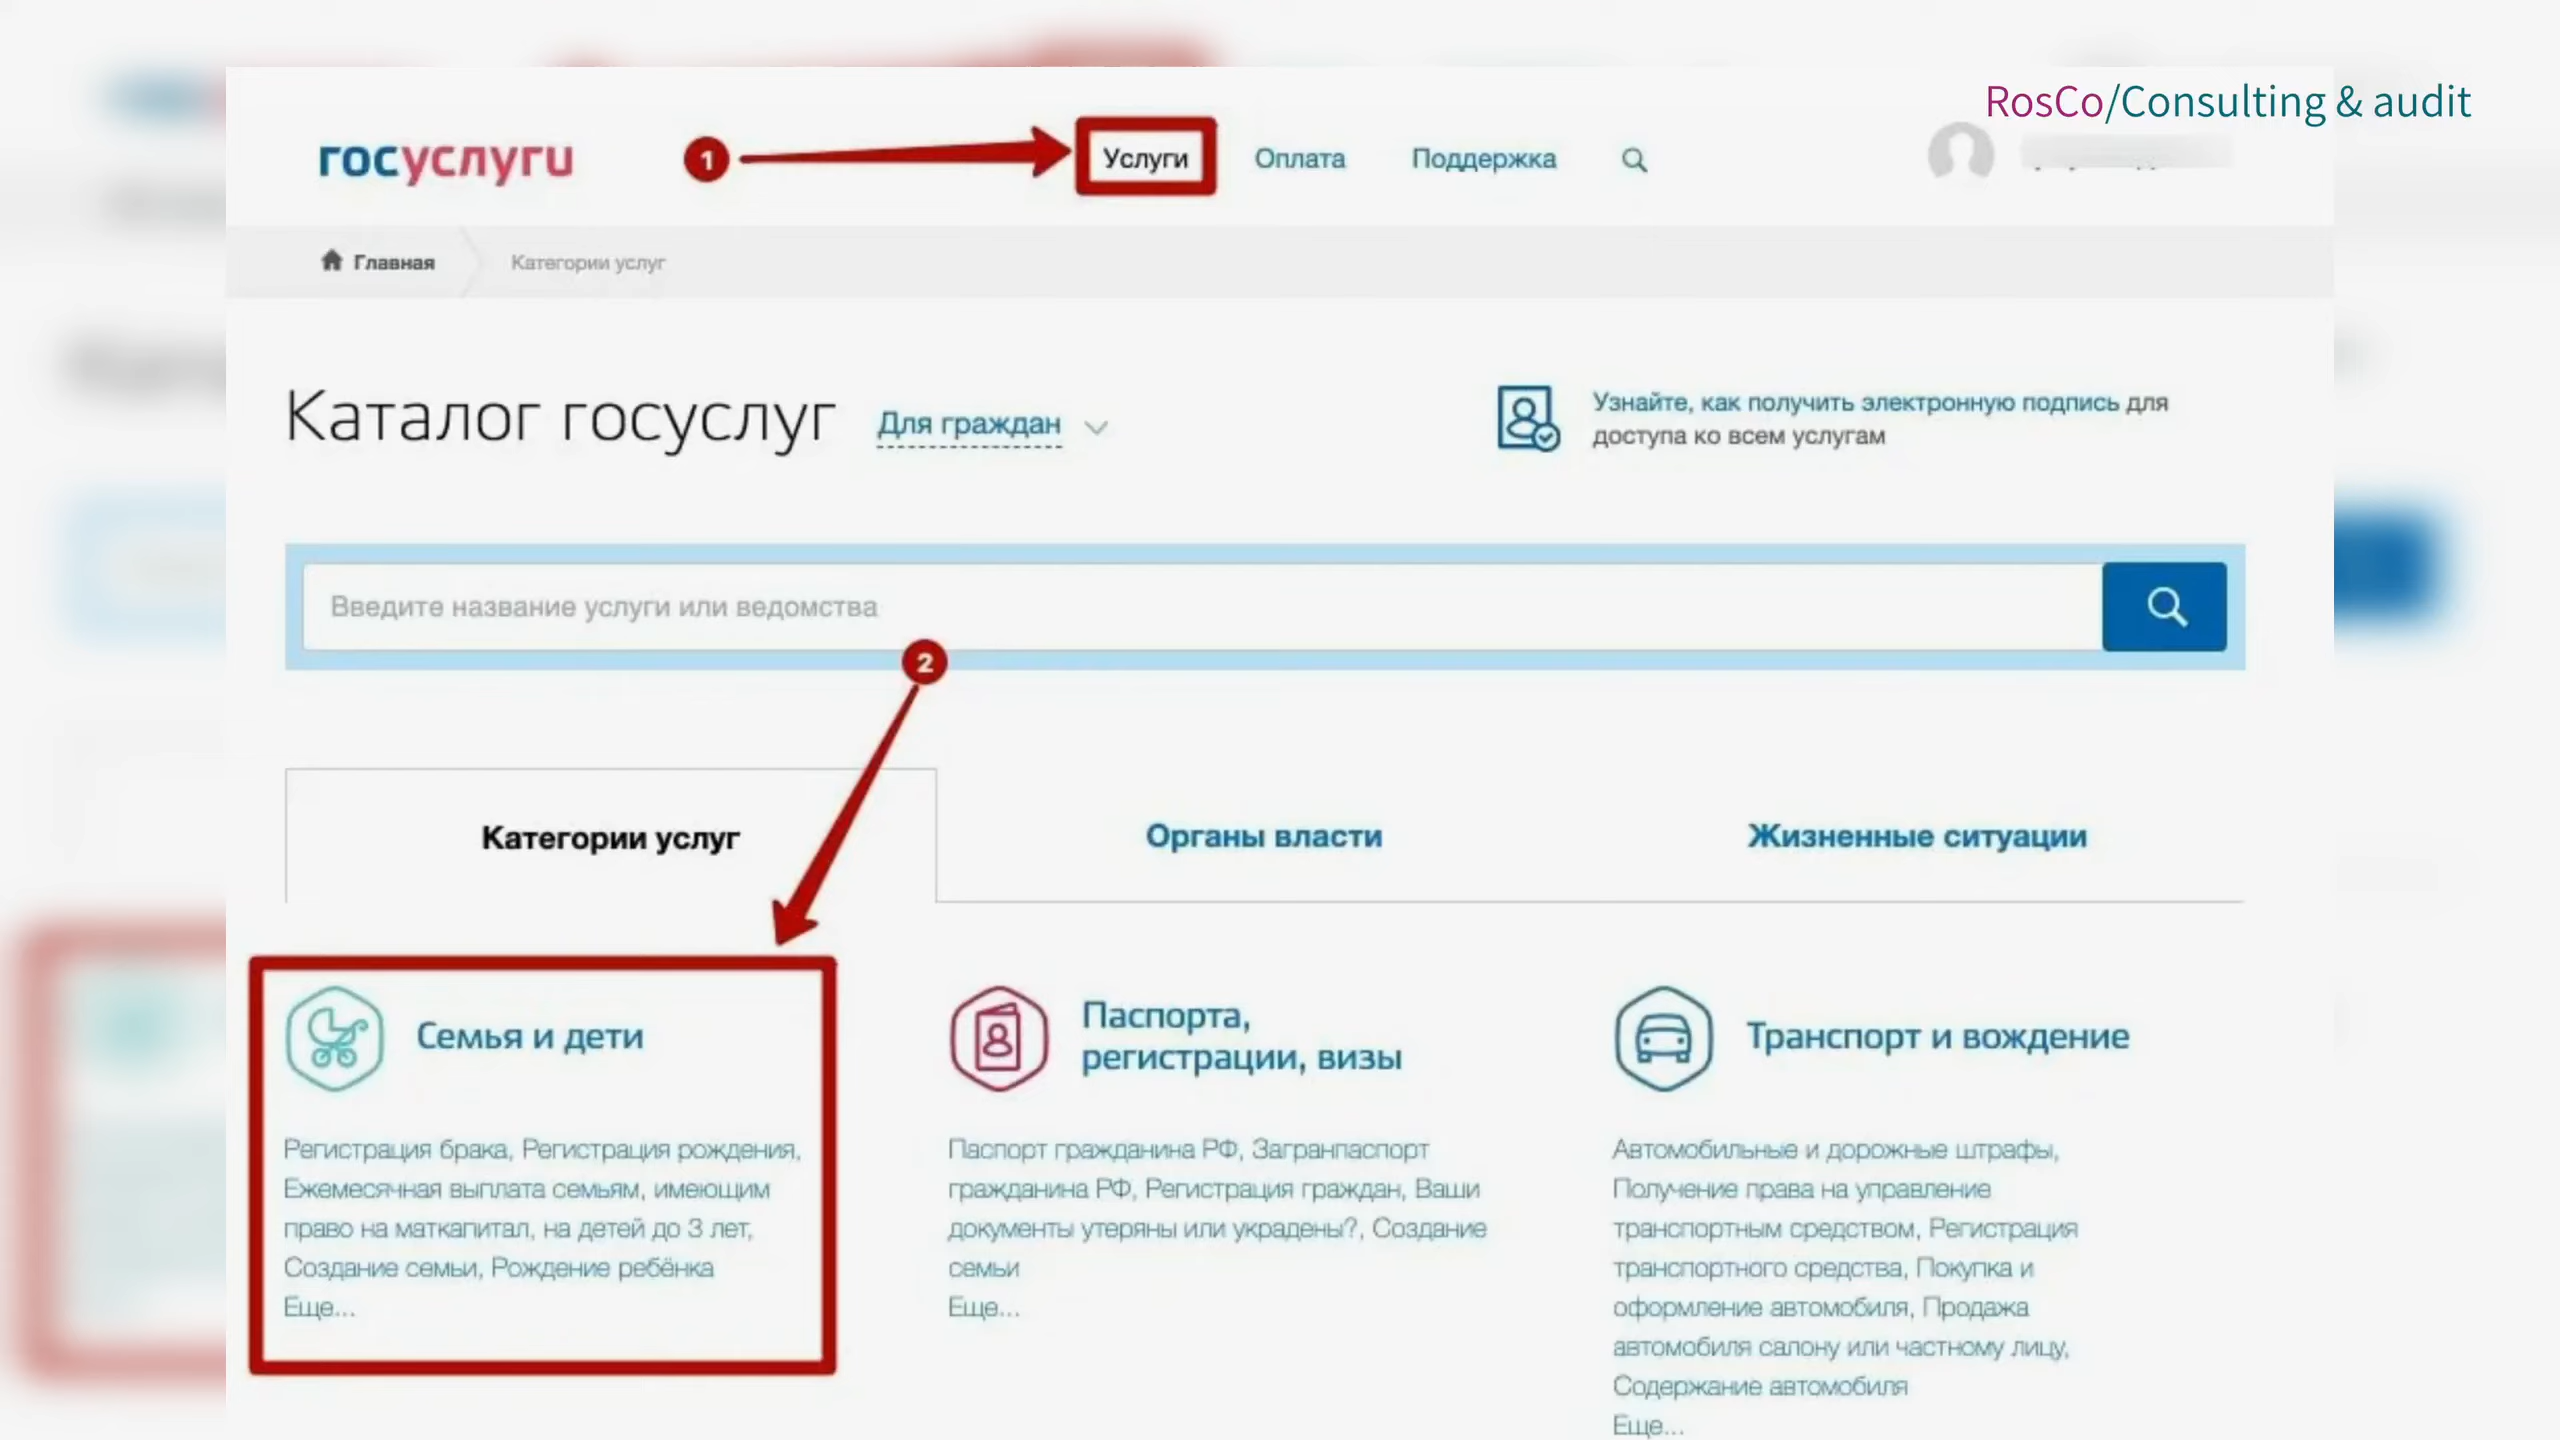 RosCo/Consulting & audit
госуслуги
1
Услуги
Оплата
Поддержка
Главная
Категории услуг
Каталог госуслуг
Для граждан
Узнайте, как получить электронную подпись для
доступа ко всем услугам
Введите название услуги или ведомства
2
Категории услуг
Органы власти
Жизненные ситуации
Семья и дети
Регистрация брака, Регистрация рождения,
Ежемесячная выплата семьям, имеющим
право на маткапитал, на детей до 3 лет,
Создание семьи, Рождение ребёнка
Еще...
Паспорта,
регистрации, визы
Паспорт гражданина РФ, Загранпаспорт
гражданина РФ, Регистрация граждан, Ваши
документы утеряны или украдены?, Создание
семьи
Еще...
Транспорт и вождение
Автомобильные и дорожные штрафы,
Получение права на управление
транспортным средством, Регистрация
транспортного средства, Покупка и
оформление автомобиля, Продажа
автомобиля салону или частному лицу,
Содержание автомобиля
Еще...